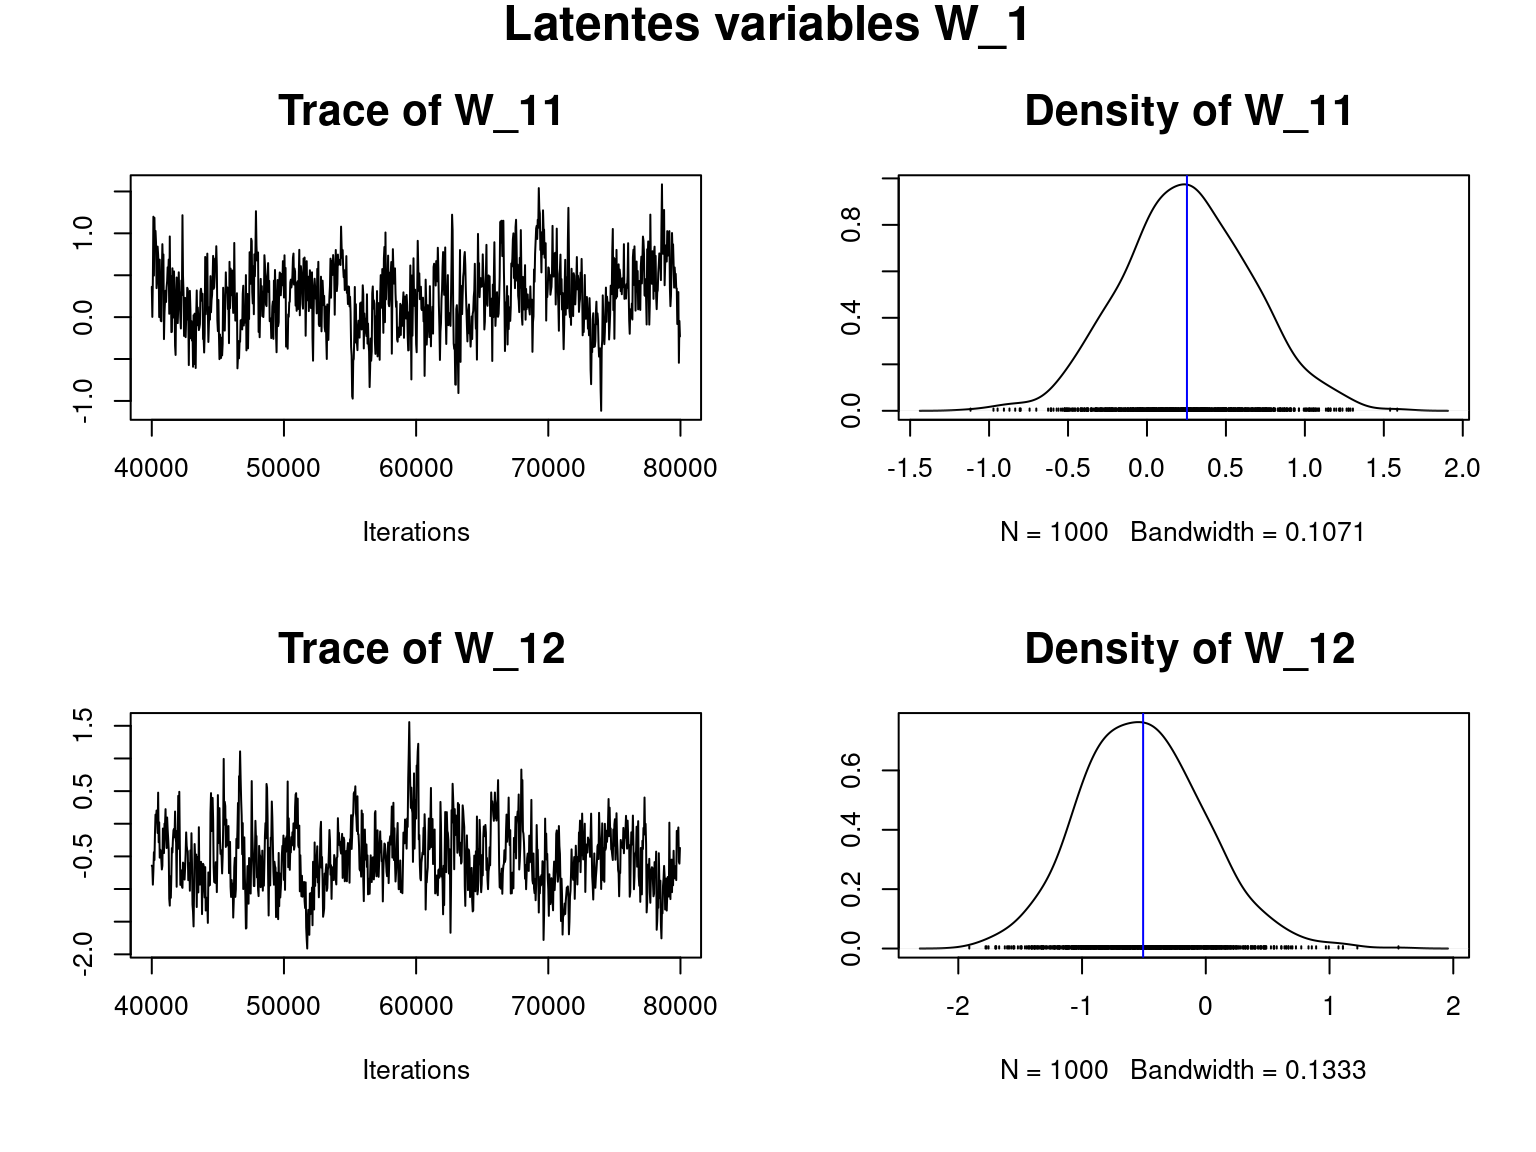 Latentes variables W_1
Trace of W_11
Density of W_11
-1.0 0.0 1.0
40000 50000 60000 70000 80000
Iterations
0.0 0.4 0.8
-1.5 -1.0 -0.5 0.0 0.5 1.0 1.5 2.0
N = 1000 Bandwidth = 0.1071
Trace of W_12
Density of W_12
-2.0 -0.5 0.5 1.5
40000 50000 60000 70000 80000
Iterations
0.0 0.2 0.4 0.6
-2 -1 0 1 2
N = 1000 Bandwidth = 0.1333